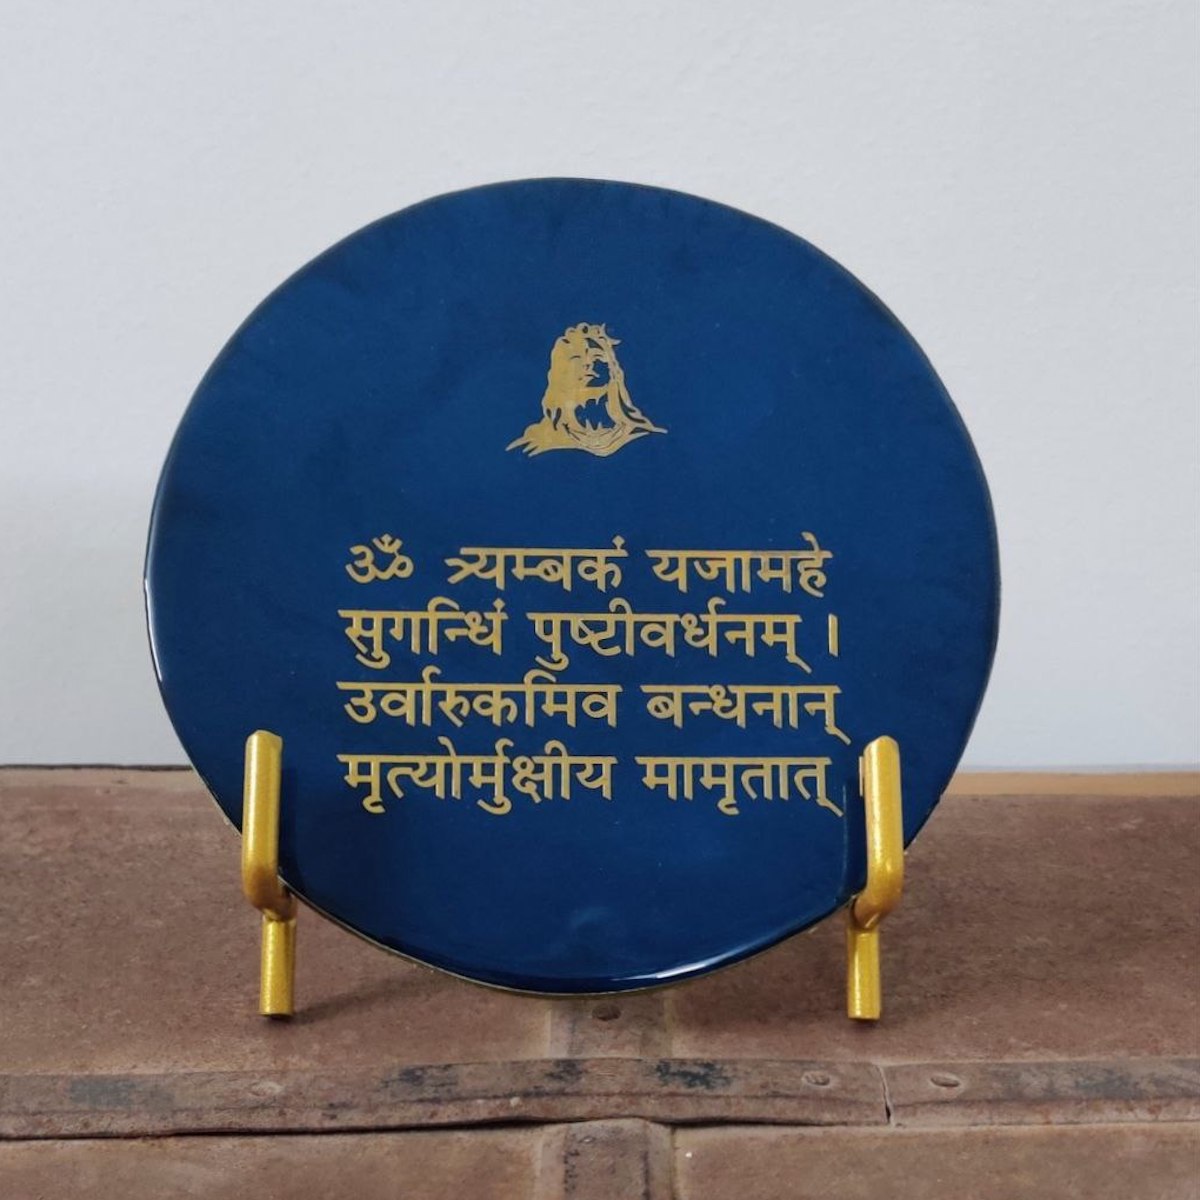 ॐ त्र्यम्बकं यजामहे
सुगन्धिं पुष्टीवर्धनम् ।
उर्वारुकमिव बन्धनान्
मृत्योर्मुक्षीय मामृतात् ।